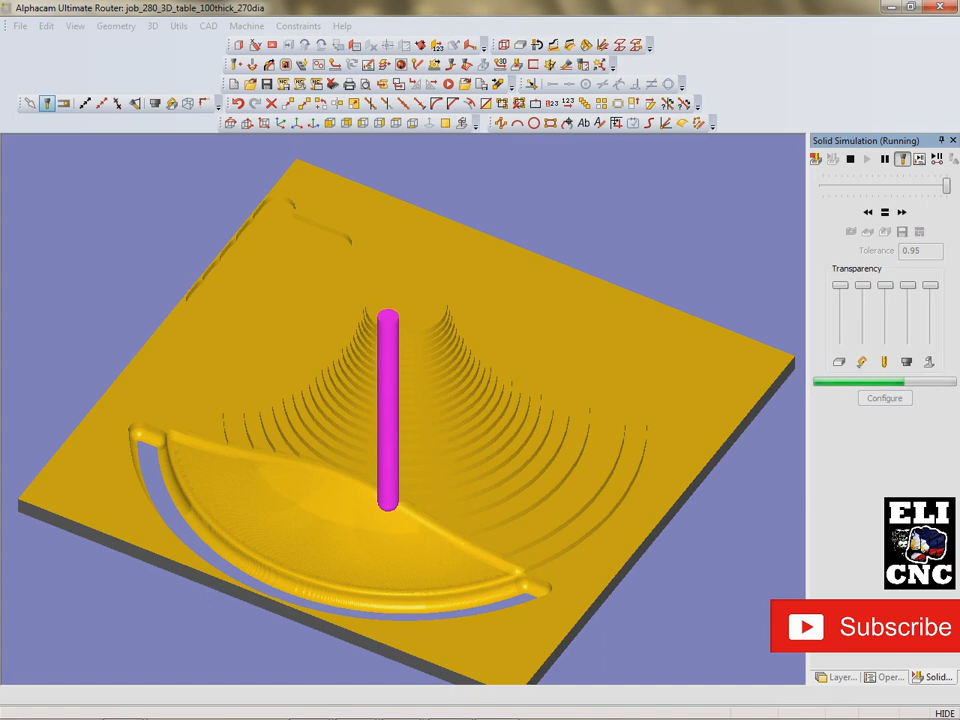 Alphacam Ultimate Router: job_280_3D_table_100thick_270dia
File Edit View Geometry 3D Utils CAD Machine Constraints Help
Solid Simulation (Running)
Tolerance 0.95
Transparency
Configure
ELI
CNC
Subscribe
Layer... Oper... Solid...
HIDE